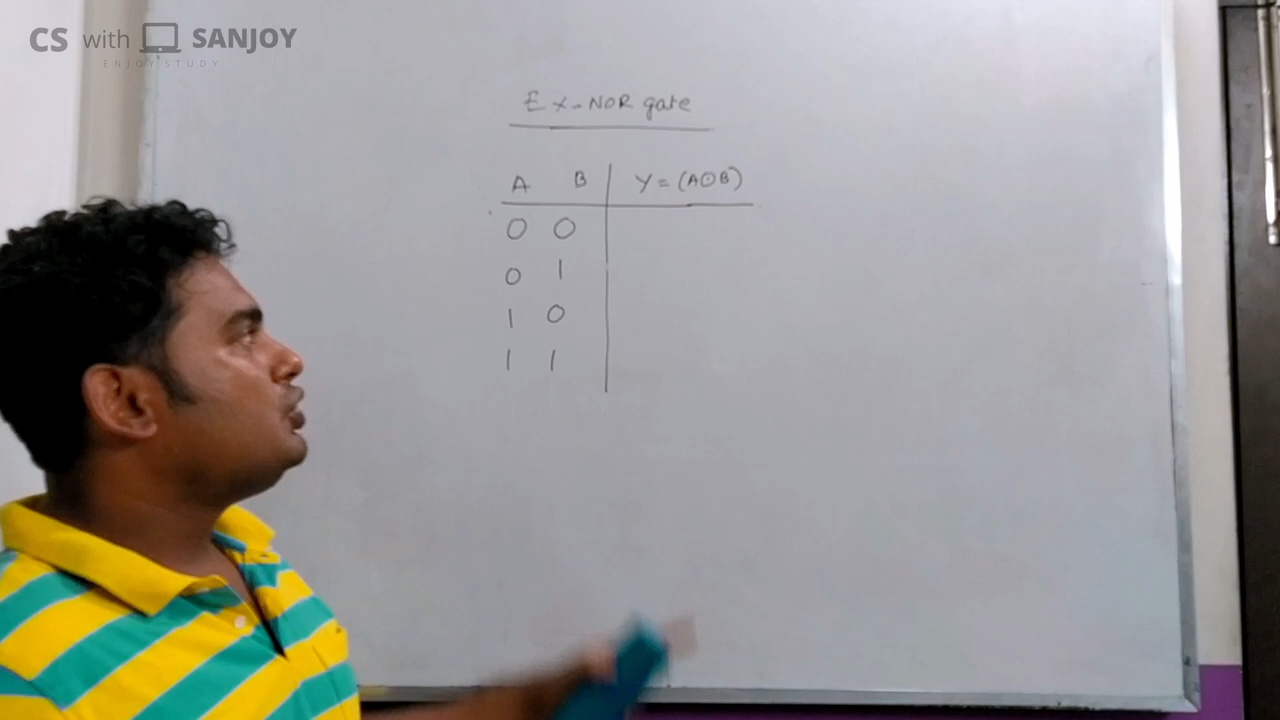 CS with SANJOY
ENJOY STUDY
Ex-NOR gate
A B Y = (A⊙B)
0 0
0 1
1 0
1 1